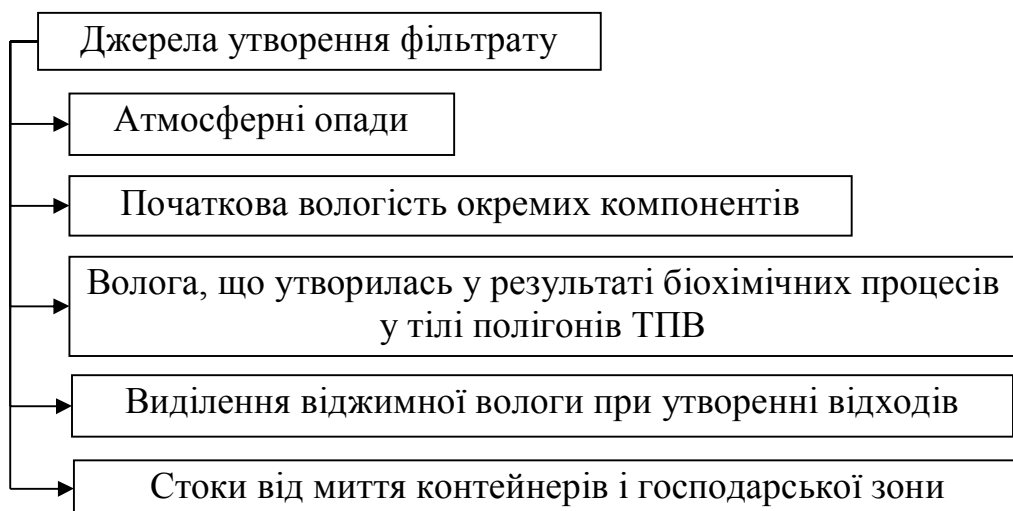 Джерела утворення фільтрату
Атмосферні опади
Початкова вологість окремих компонентів
Волога, що утворилась у результаті біохімічних процесів
у тілі полігонів ТПВ
Виділення віджимної вологи при утворенні відходів
Стоки від миття контейнерів і господарської зони